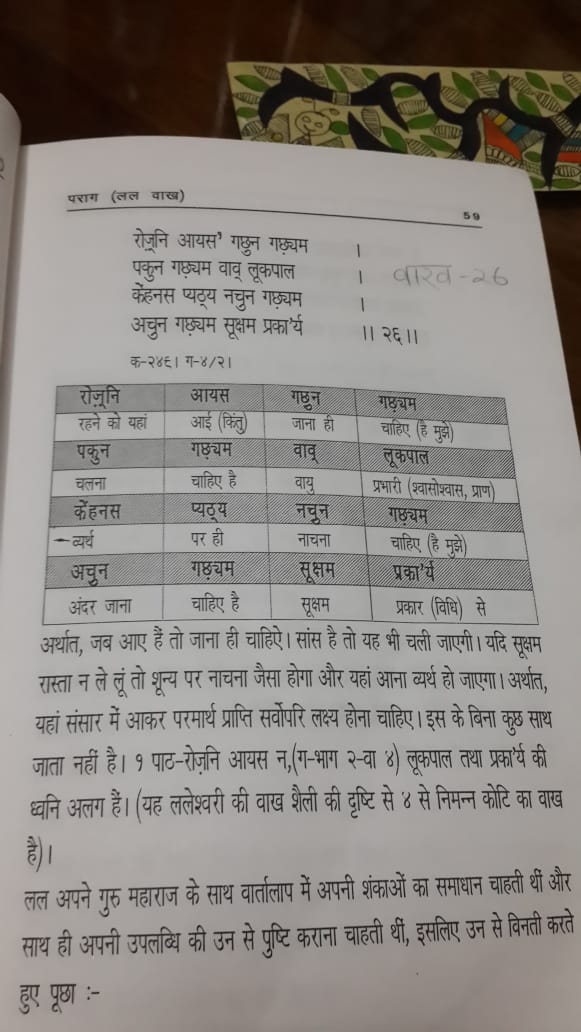 पराग (लल वाख)
59
रोज़ूनि आयस' गछुन गछ़्यम ।
पकुन गछ़्यम वाव् लूकपाल । वाख-२6
केंहनस प्यठ्य नचुन गछ़्यम ।
अचुन गछ़्यम सूक्षम प्रका'र्य ।। २६ ।।
क-२४६। ग-४/२।
रोज़ूनि आयस गछुन गछ़्यम
रहने को यहां आई (किंतु) जाना ही चाहिए (है मुझे)
पकुन गछ़्यम वाव् लूकपाल
चलना चाहिए है वायु प्रभारी (श्वासोश्वास, प्राण)
केंहनस प्यठ्य नचुन गछ़्यम
व्यर्थ पर ही नाचना चाहिए (है मुझे)
अचुन गछ़्यम सूक्षम प्रका'र्य
अंदर जाना चाहिए है सूक्षम प्रकार (विधि) से
अर्थात, जब आए हैं तो जाना ही चाहिऐ। सांस है तो यह भी चली जाएगी। यदि सूक्षम
रास्ता न ले लूं तो शून्य पर नाचना जैसा होगा और यहां आना व्यर्थ हो जाएगा। अर्थात,
यहां संसार में आकर परमार्थ प्राप्ति सर्वोपरि लक्ष्य होना चाहिए। इस के बिना कुछ साथ
जाता नहीं है। १ पाठ-रोज़नि आयस न,(ग-भाग २-वा ४) लूकपाल तथा प्रका'र्य की
ध्वनि अलग हैं। (यह ललेश्वरी की वाख शैली की दृष्टि से ४ से निमन्न कोटि का वाख
है)।
लल अपने गुरु महाराज के साथ वार्तालाप में अपनी शंकाओं का समाधान चाहती थीं और
साथ ही अपनी उपलब्धि की उन से पुष्टि कराना चाहती थीं, इसलिए उन से विनती करते
हुए पूछा :-